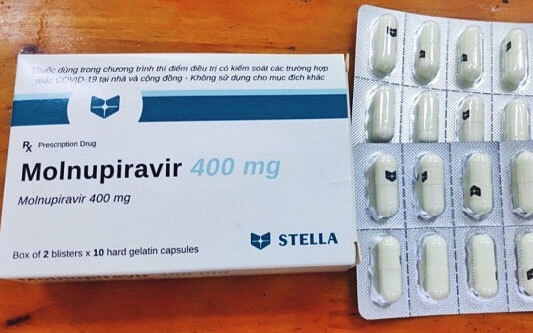 Thuốc dùng trong chương trình thí điểm điều trị có kiểm soát các trường hợp
mắc COVID-19 tại nhà và cộng đồng - Không sử dụng cho mục đích khác
Rx Prescription Drug
Molnupiravir 400 mg
Molnupiravir 400 mg
STELLA
Box of 2 blisters x 10 hard gelatin capsules